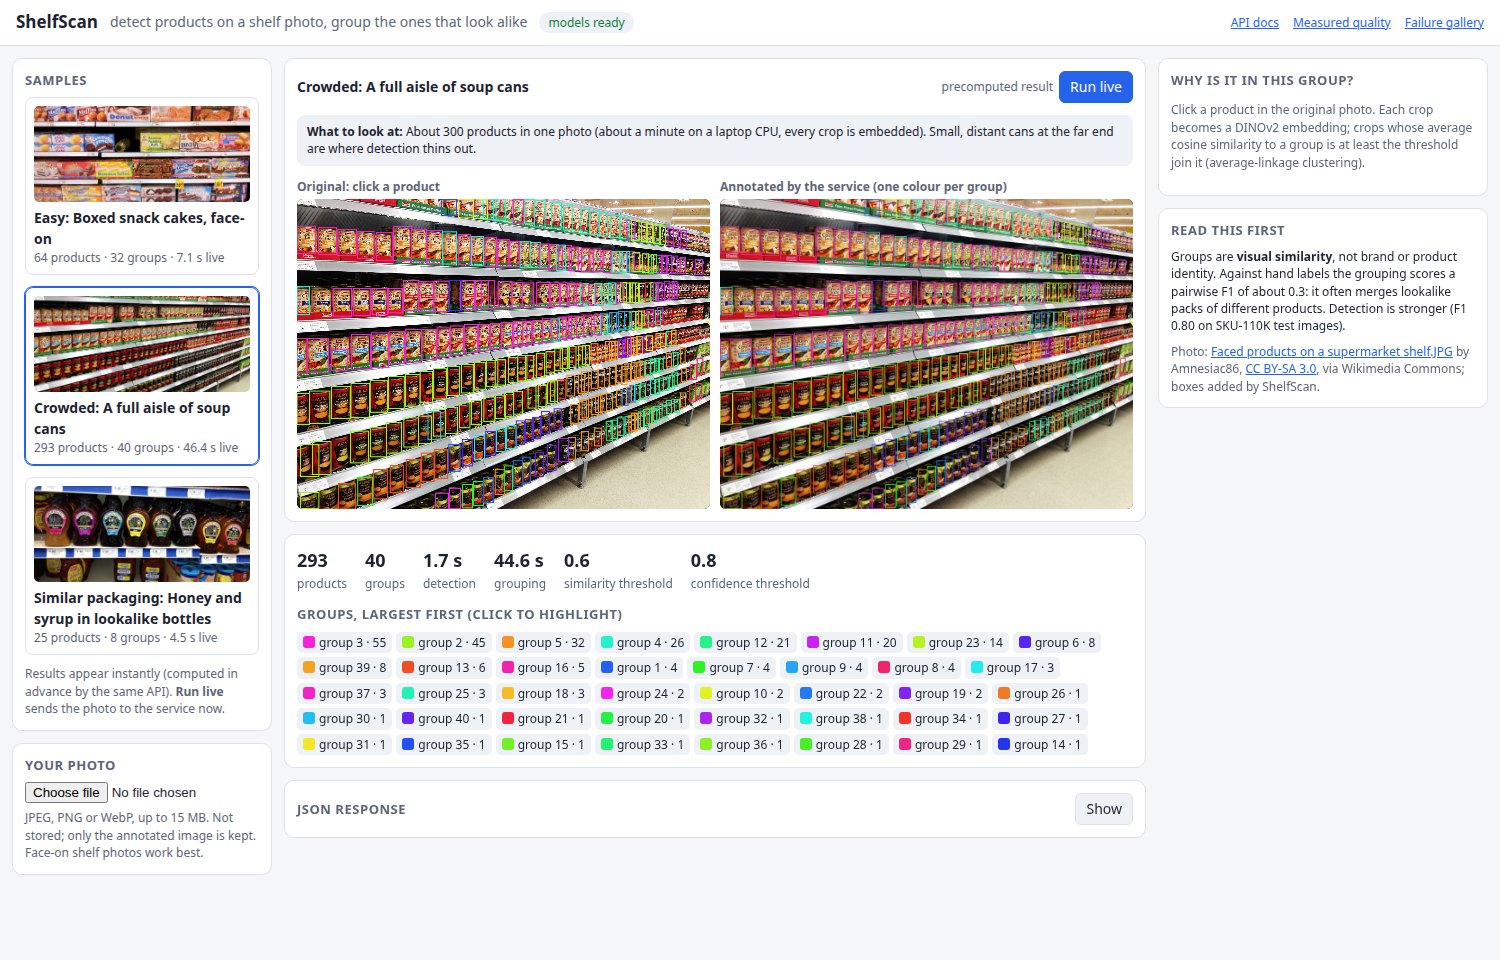 ShelfScan detect products on a shelf photo, group the ones that look alike models ready API docs Measured quality Failure gallery
SAMPLES
Easy: Boxed snack cakes, face-
on
64 products · 32 groups · 7.1 s live
Crowded: A full aisle of soup
cans
293 products · 40 groups · 46.4 s live
Similar packaging: Honey and
syrup in lookalike bottles
25 products · 8 groups · 4.5 s live
Results appear instantly (computed in
advance by the same API). Run live
sends the photo to the service now.
YOUR PHOTO
Choose file No file chosen
JPEG, PNG or WebP, up to 15 MB. Not
stored; only the annotated image is kept.
Face-on shelf photos work best.
Crowded: A full aisle of soup cans precomputed result Run live
What to look at: About 300 products in one photo (about a minute on a laptop CPU, every crop is embedded). Small, distant cans at the far end
are where detection thins out.
Original: click a product Annotated by the service (one colour per group)
293 40 1.7 s 44.6 s 0.6 0.8
products groups detection grouping similarity threshold confidence threshold
GROUPS, LARGEST FIRST (CLICK TO HIGHLIGHT)
group 3 · 55 group 2 · 45 group 5 · 32 group 4 · 26 group 12 · 21 group 11 · 20 group 23 · 14 group 6 · 8
group 39 · 8 group 13 · 6 group 16 · 5 group 1 · 4 group 7 · 4 group 9 · 4 group 8 · 4 group 17 · 3
group 37 · 3 group 25 · 3 group 18 · 3 group 24 · 2 group 10 · 2 group 22 · 2 group 19 · 2 group 26 · 1
group 30 · 1 group 40 · 1 group 21 · 1 group 20 · 1 group 32 · 1 group 38 · 1 group 34 · 1 group 27 · 1
group 31 · 1 group 35 · 1 group 15 · 1 group 33 · 1 group 36 · 1 group 28 · 1 group 29 · 1 group 14 · 1
JSON RESPONSE Show
WHY IS IT IN THIS GROUP?
Click a product in the original photo. Each crop
becomes a DINOv2 embedding; crops whose average
cosine similarity to a group is at least the threshold
join it (average-linkage clustering).
READ THIS FIRST
Groups are visual similarity, not brand or product
identity. Against hand labels the grouping scores a
pairwise F1 of about 0.3: it often merges lookalike
packs of different products. Detection is stronger (F1
0.80 on SKU-110K test images).
Photo: Faced products on a supermarket shelf.JPG by
Amnesiac86, CC BY-SA 3.0, via Wikimedia Commons;
boxes added by ShelfScan.